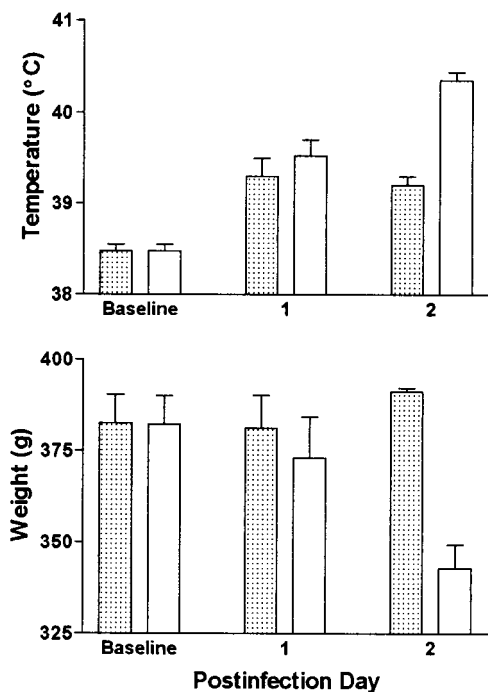 Temperature (°C)
41
40
39
38
Baseline 1 2
Weight (g)
400
375
350
325
Baseline 1 2
Postinfection Day